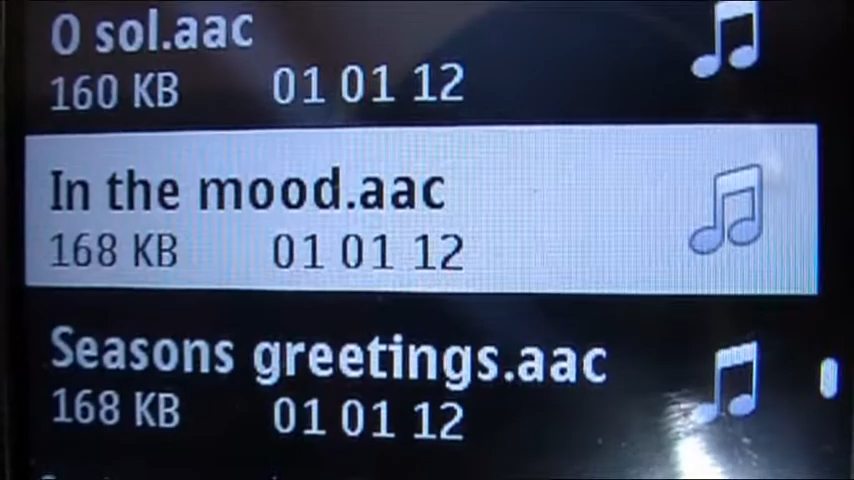 O sol.aac
160 KB 01 01 12
In the mood.aac
168 KB 01 01 12
Seasons greetings.aac
168 KB 01 01 12